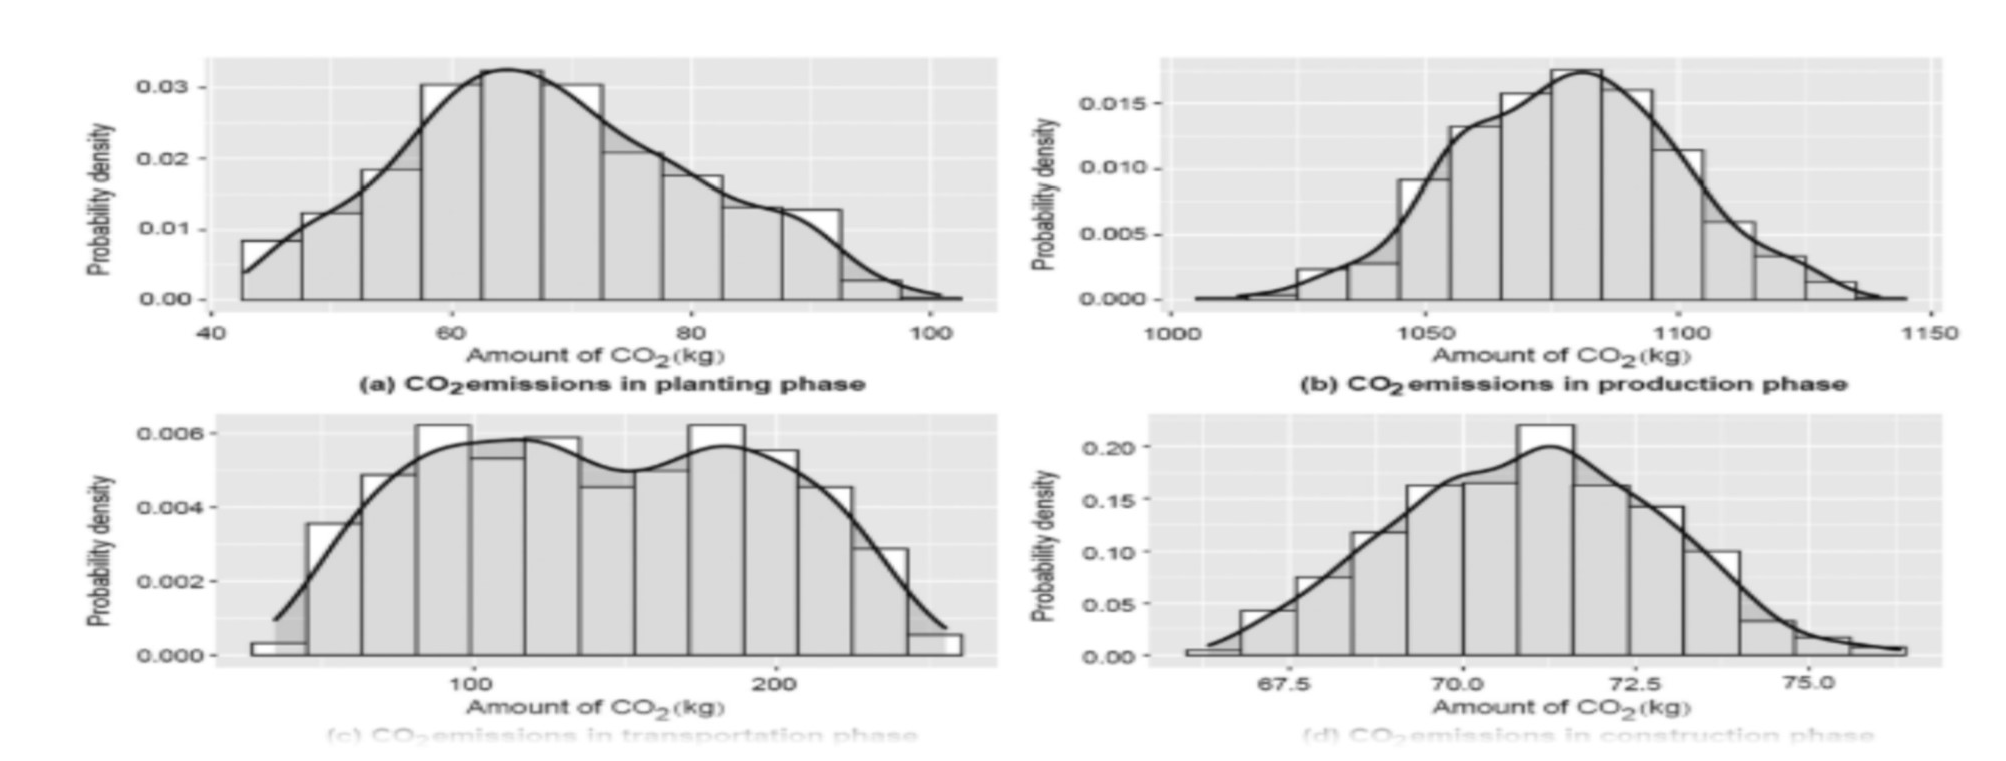 0.03
0.02
0.01
0.00
Probability density
40 60 80 100
Amount of CO2(kg)
(a) CO2emissions in planting phase
0.015
0.010
0.005
0.000
Probability density
1000 1050 1100 1150
Amount of CO2(kg)
(b) CO2emissions in production phase
0.006
0.004
0.002
0.000
Probability density
100 200
Amount of CO2(kg)
(c) CO2emissions in transportation phase
0.20
0.15
0.10
0.05
0.00
Probability density
67.5 70.0 72.5 75.0
Amount of CO2(kg)
(d) CO2emissions in construction phase